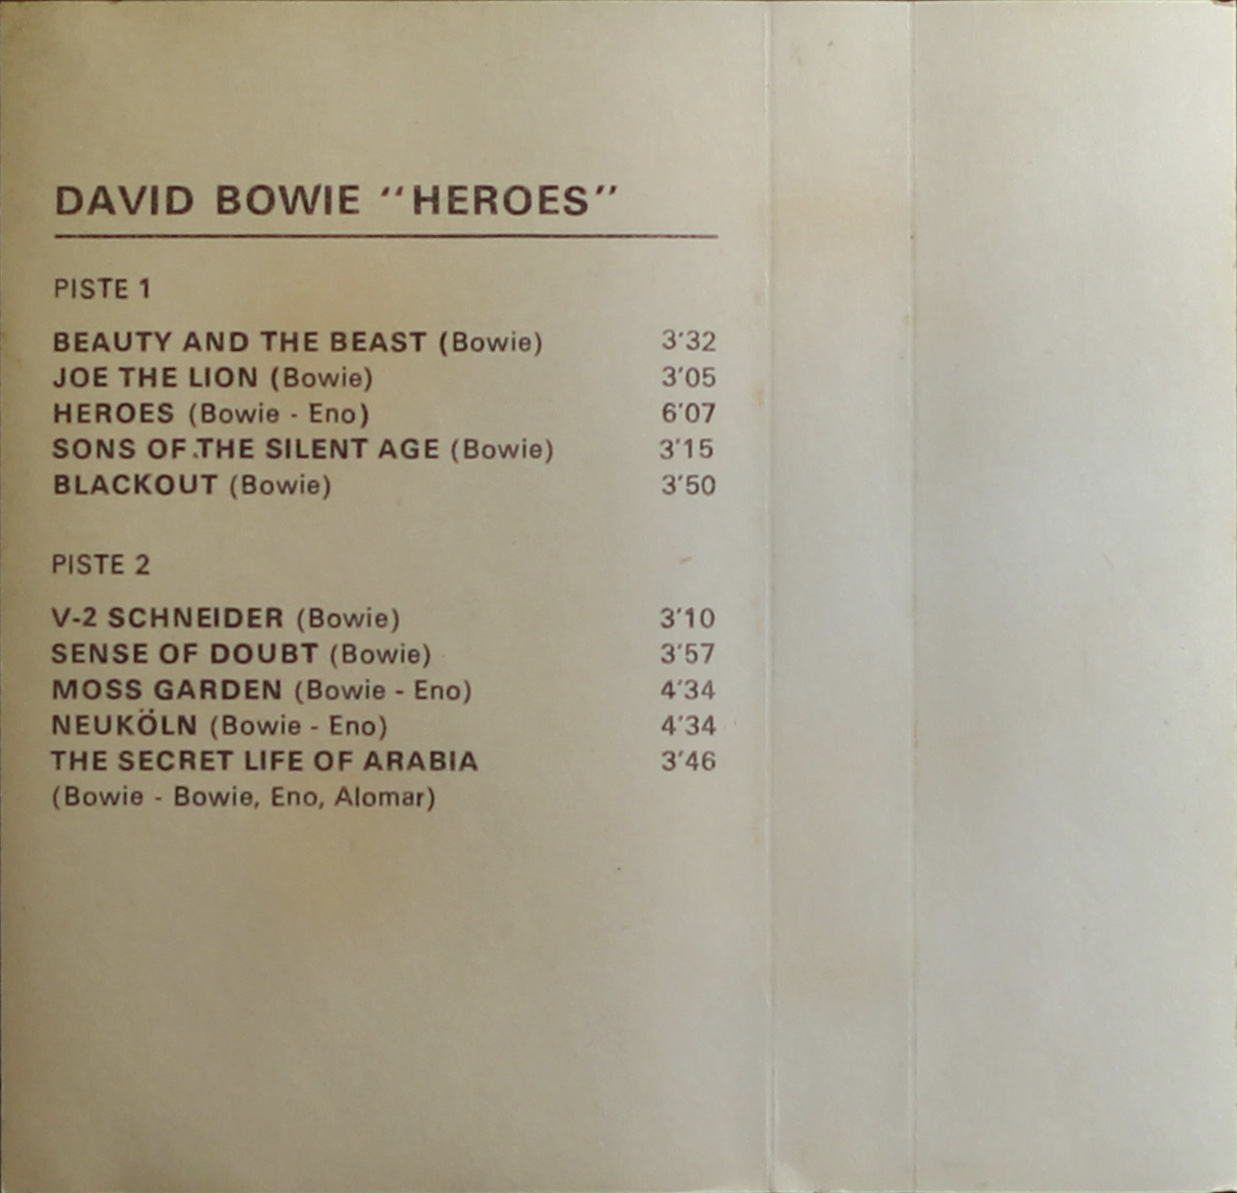 DAVID BOWIE "HEROES"
PISTE 1
BEAUTY AND THE BEAST (Bowie) 3'32
JOE THE LION (Bowie) 3'05
HEROES (Bowie - Eno) 6'07
SONS OF THE SILENT AGE (Bowie) 3'15
BLACKOUT (Bowie) 3'50
PISTE 2
V-2 SCHNEIDER (Bowie) 3'10
SENSE OF DOUBT (Bowie) 3'57
MOSS GARDEN (Bowie - Eno) 4'34
NEUKÖLN (Bowie - Eno) 4'34
THE SECRET LIFE OF ARABIA 3'46
(Bowie - Bowie, Eno, Alomar)